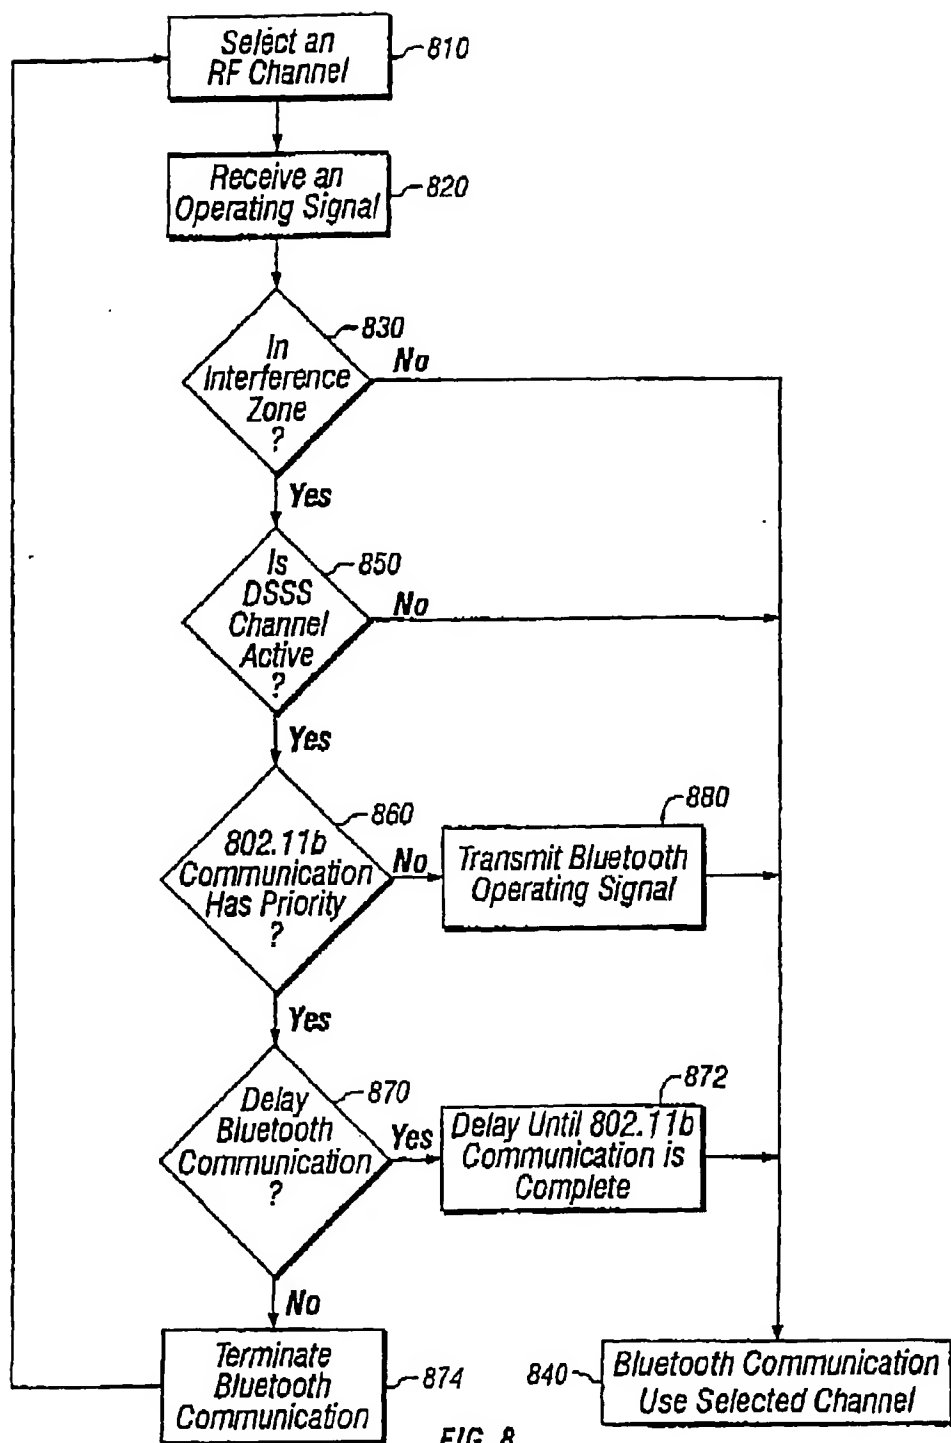 Select an
RF Channel
810
Receive an
Operating Signal
820
In
Interference
Zone
?
830
No
Yes
Is
DSSS
Channel
Active
?
850
No
Yes
802.11b
Communication
Has Priority
?
860
No
Transmit Bluetooth
Operating Signal
880
Yes
Delay
Bluetooth
Communication
?
870
Yes
Delay Until 802.11b
Communication is
Complete
872
No
Terminate
Bluetooth
Communication
874
840
Bluetooth Communication
Use Selected Channel
FIG. 8